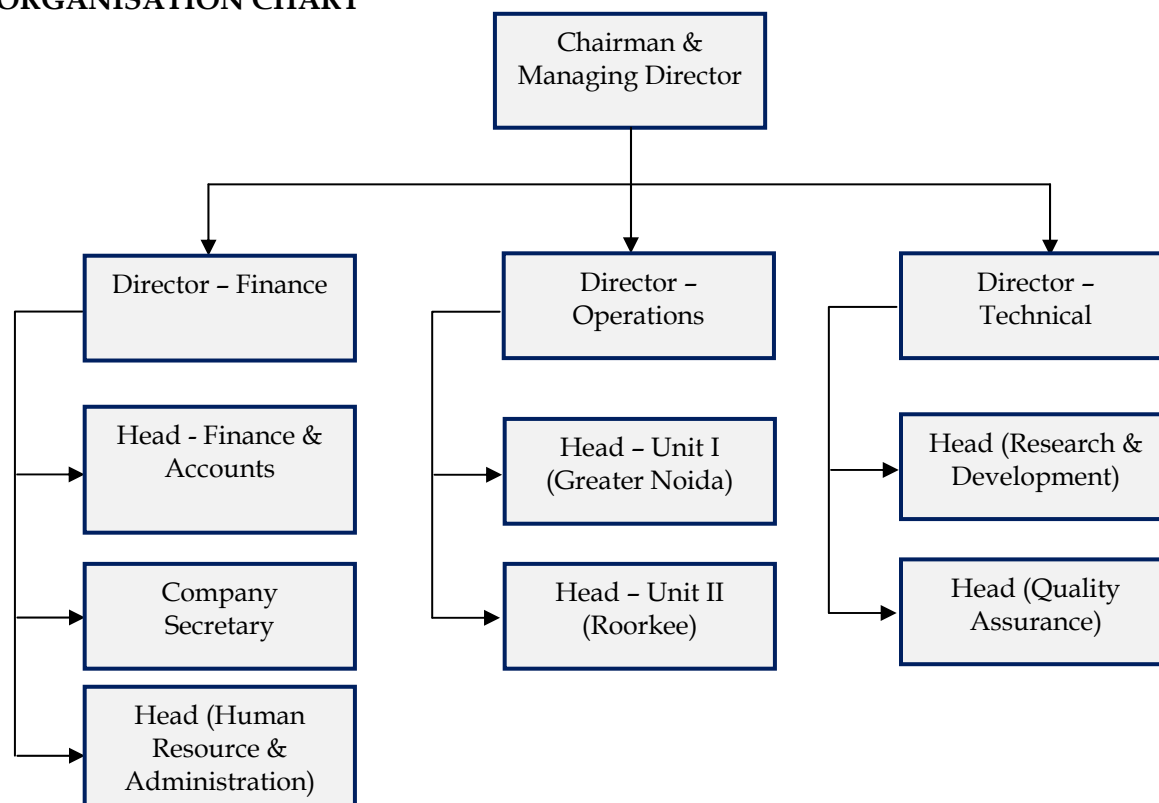 ORGANISATION CHART
Chairman &
Managing Director
Director – Finance
Director –
Operations
Director –
Technical
Head - Finance &
Accounts
Head – Unit I
(Greater Noida)
Head (Research &
Development)
Company
Secretary
Head – Unit II
(Roorkee)
Head (Quality
Assurance)
Head (Human
Resource &
Administration)